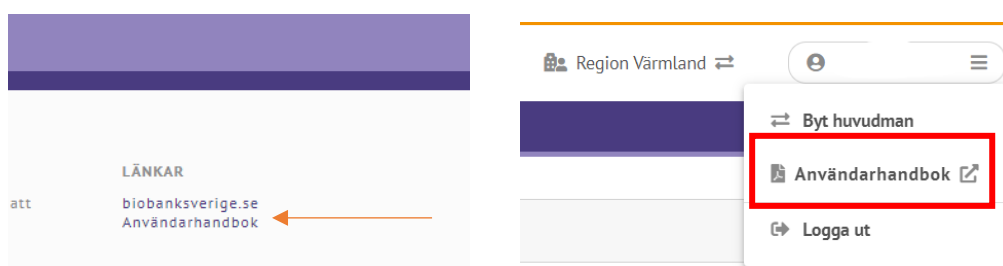 LÄNKAR
att
biobanksverige.se
Användarhandbok
Region Värmland
Byt huvudman
Användarhandbok
Logga ut